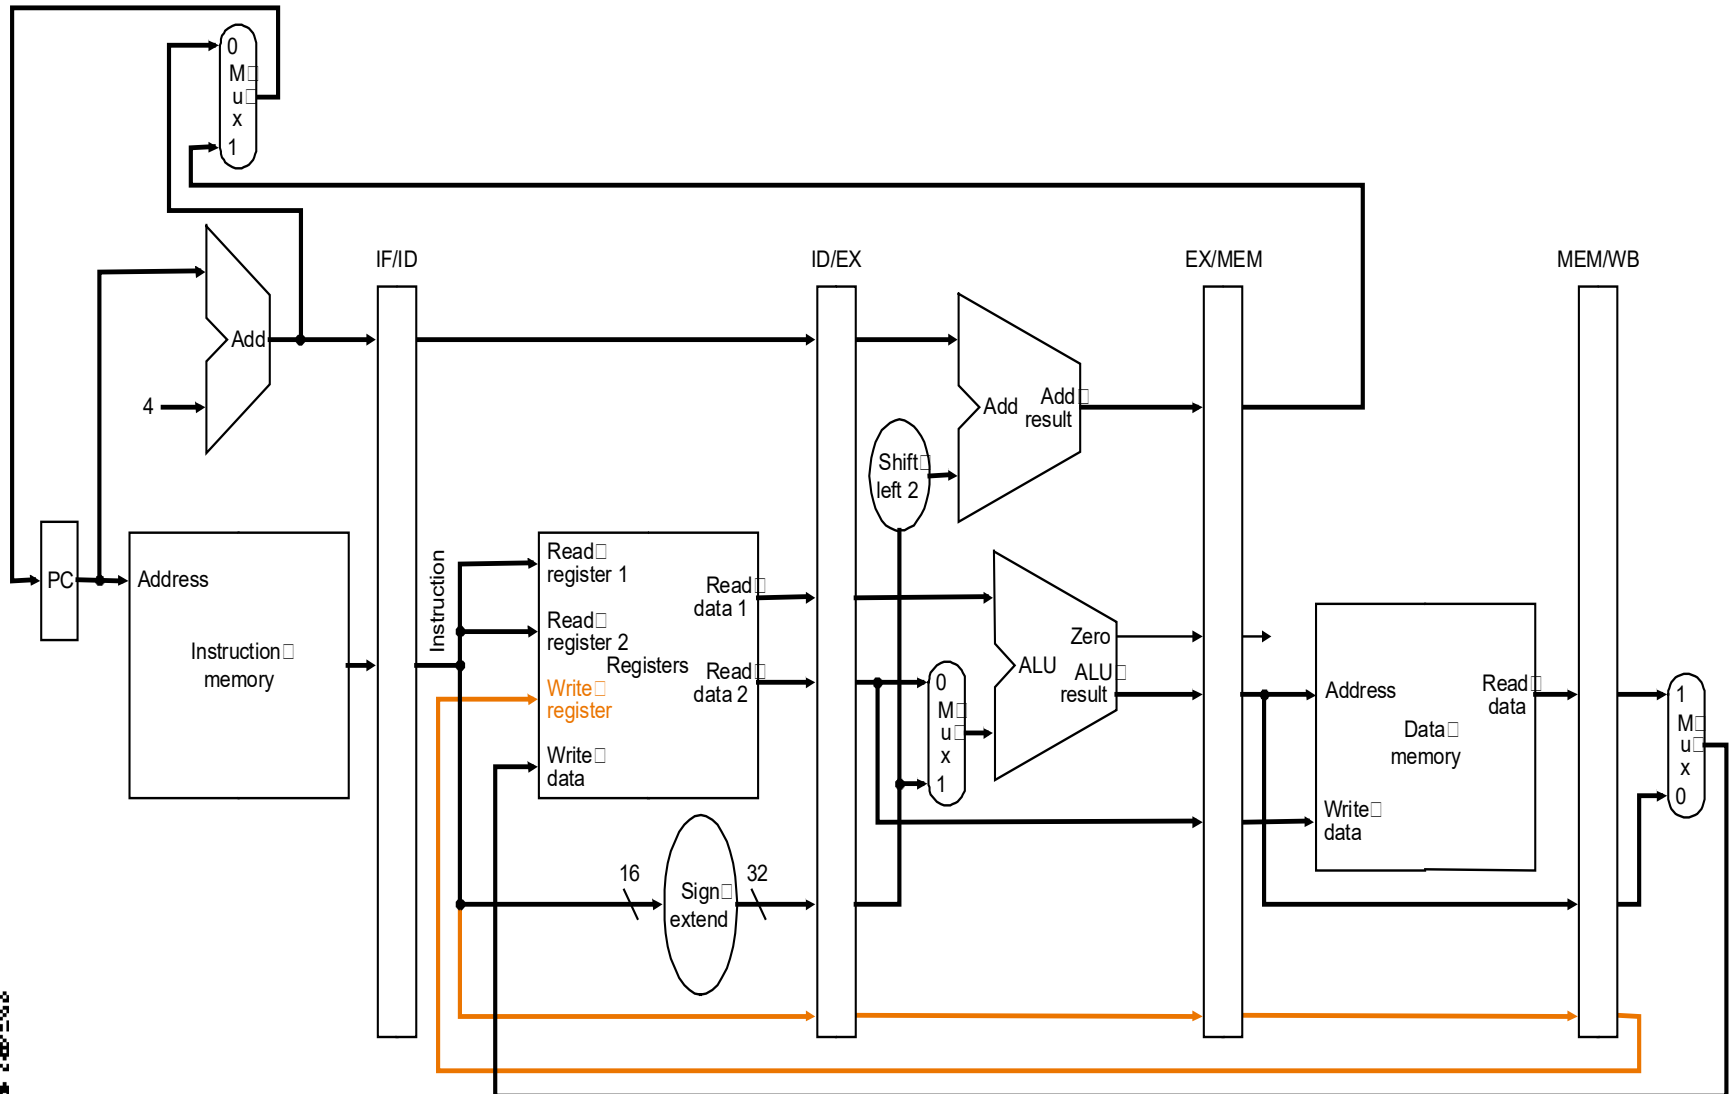 0
M
u
x
1
IF/ID
ID/EX
EX/MEM
MEM/WB
Add
4
Add
Add
result
Shift
left 2
PC
Address
Instruction
memory
Instruction
Read
register 1
Read
register 2
Write
register
Write
data
Registers
Read
data 1
Read
data 2
16
Sign
extend
32
0
M
u
x
1
Zero
ALU
ALU
result
Address
Read
data
Data
memory
Write
data
1
M
u
x
0